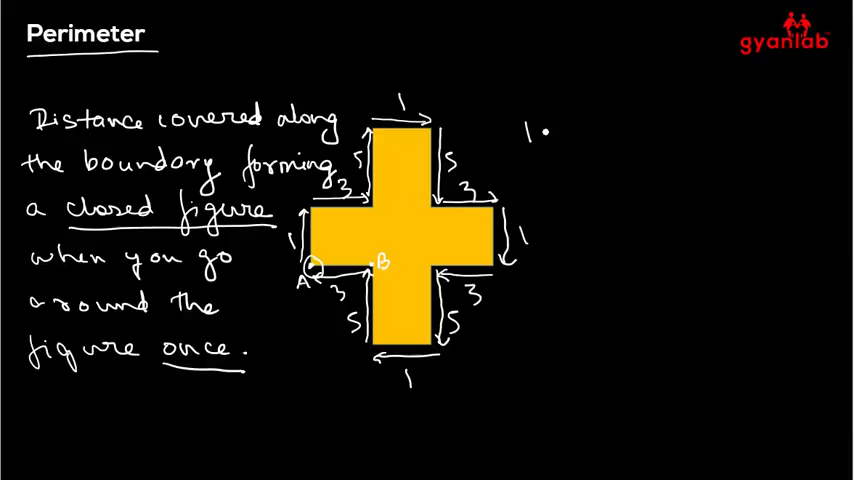 Perimeter
gyanlab
Distance covered along
the boundary forming
a closed figure
when you go
around the
figure once.
1
1
5
5
3
3
1
1
A
B
3
3
5
5
1